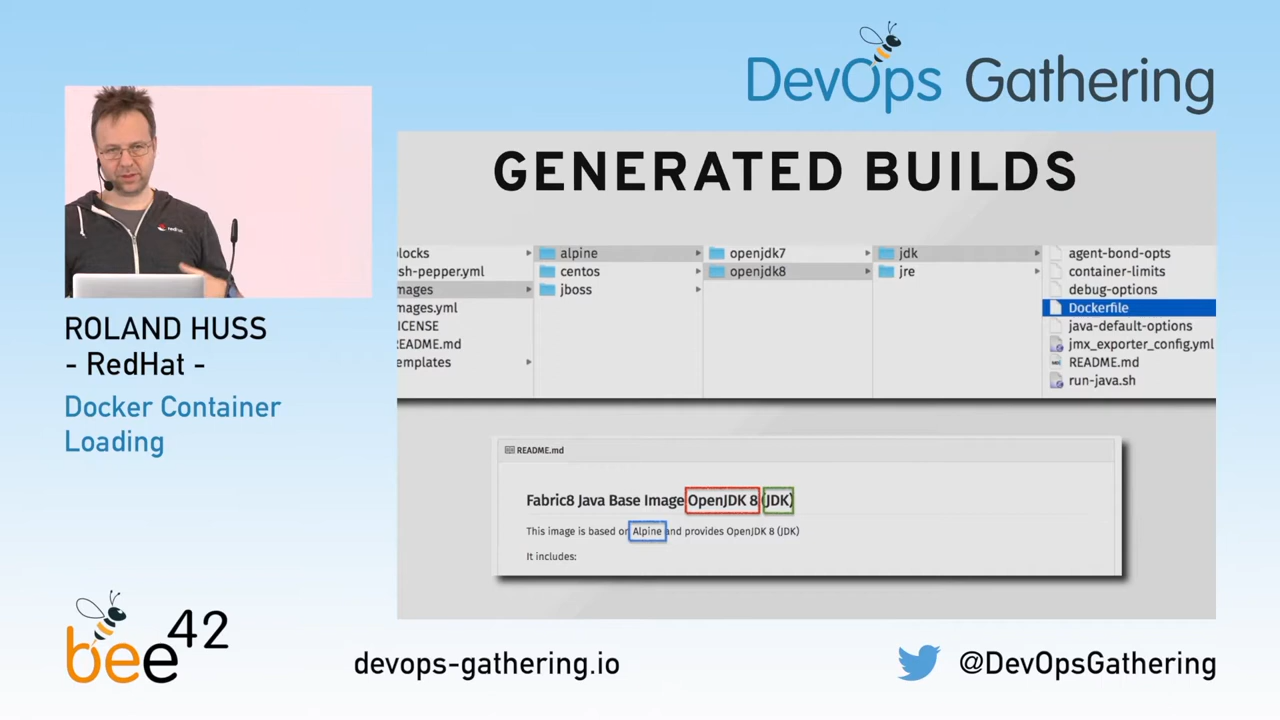 DevOps Gathering
GENERATED BUILDS
locks
sh-pepper.yml
mages
mages.yml
ICENSE
README.md
emplates
alpine
centos
jboss
openjdk7
openjdk8
jdk
jre
agent-bond-opts
container-limits
debug-options
Dockerfile
java-default-options
jmx_exporter_config.yml
README.md
run-java.sh
README.md
Fabric8 Java Base Image OpenJDK 8 (JDK)
This image is based on Alpine and provides OpenJDK 8 (JDK)
It includes:
redhat
ROLAND HUSS
- RedHat -
Docker Container
Loading
bee42
devops-gathering.io
@DevOpsGathering